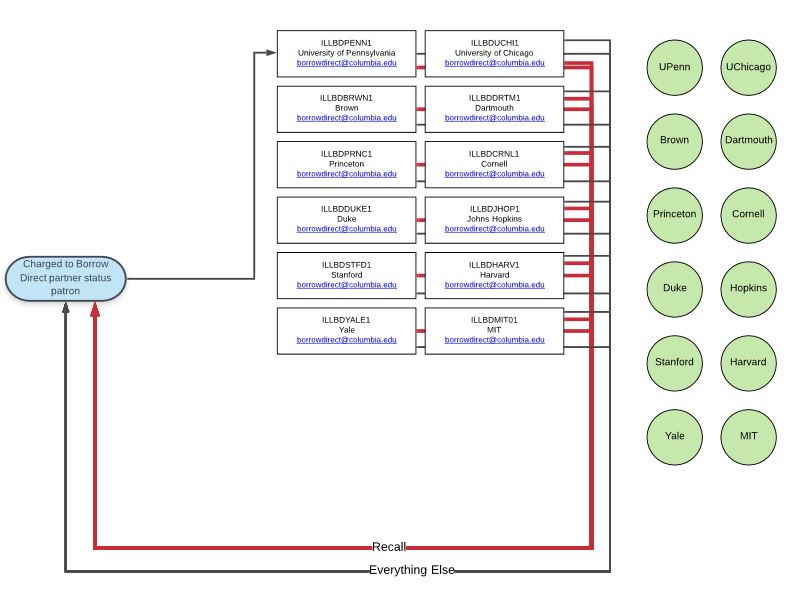 ILLBDPENN1
University of Pennsylvania
borrowdirect@columbia.edu
ILLBDUCHI1
University of Chicago
borrowdirect@columbia.edu
ILLBDBRWN1
Brown
borrowdirect@columbia.edu
ILLBDDRTM1
Dartmouth
borrowdirect@columbia.edu
ILLBDPRNC1
Princeton
borrowdirect@columbia.edu
ILLBDCRNL1
Cornell
borrowdirect@columbia.edu
ILLBDDUKE1
Duke
borrowdirect@columbia.edu
ILLBDJHOP1
Johns Hopkins
borrowdirect@columbia.edu
ILLBDSTFD1
Stanford
borrowdirect@columbia.edu
ILLBDHARV1
Harvard
borrowdirect@columbia.edu
ILLBDYALE1
Yale
borrowdirect@columbia.edu
ILLBDMIT01
MIT
borrowdirect@columbia.edu
UPenn
UChicago
Brown
Dartmouth
Princeton
Cornell
Duke
Hopkins
Stanford
Harvard
Yale
MIT
Charged to Borrow
Direct partner status
patron
Recall
Everything Else